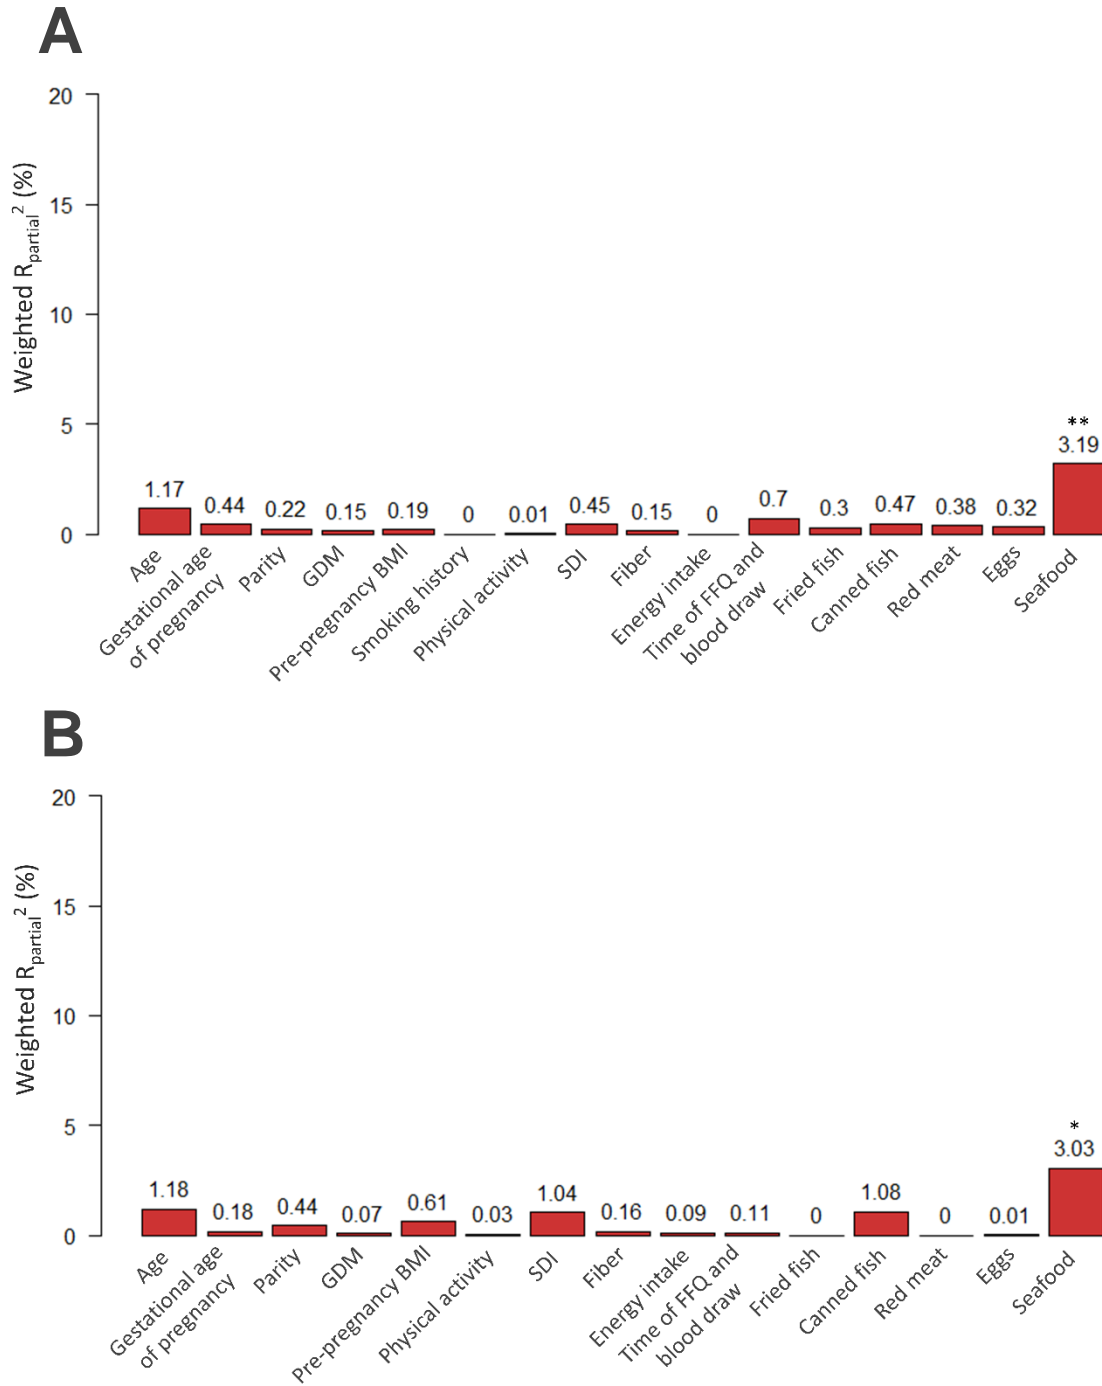 A
Weighted Rpartial2 (%)
20
15
10
5
0
1.17
0.44
0.22
0.15
0.19
0
0.01
0.45
0.15
0
0.7
0.3
0.47
0.38
0.32
**
3.19
Age
Gestational age
of pregnancy
Parity
GDM
Pre-pregnancy BMI
Smoking history
Physical activity
SDI
Fiber
Energy intake
Time of FFQ and
blood draw
Fried fish
Canned fish
Red meat
Eggs
Seafood
B
Weighted Rpartial2 (%)
20
15
10
5
0
1.18
0.18
0.44
0.07
0.61
0.03
1.04
0.16
0.09
0.11
0
1.08
0
0.01
*
3.03
Age
Gestational age
of pregnancy
Parity
GDM
Pre-pregnancy BMI
Physical activity
SDI
Fiber
Energy intake
Time of FFQ and
blood draw
Fried fish
Canned fish
Red meat
Eggs
Seafood